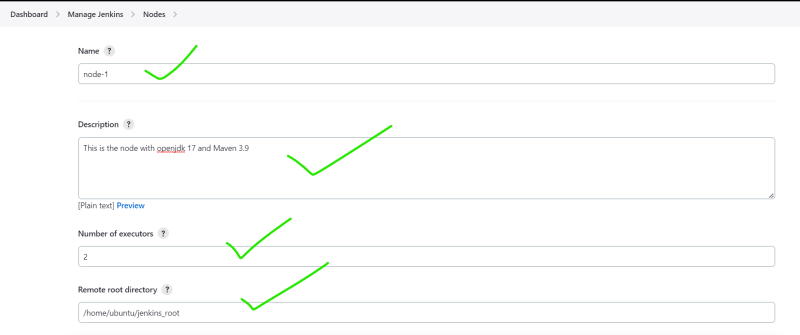 Dashboard > Manage Jenkins > Nodes >
Name ?
node-1
Description ?
This is the node with openjdk 17 and Maven 3.9
[Plain text] Preview
Number of executors ?
2
Remote root directory ?
/home/ubuntu/jenkins_root